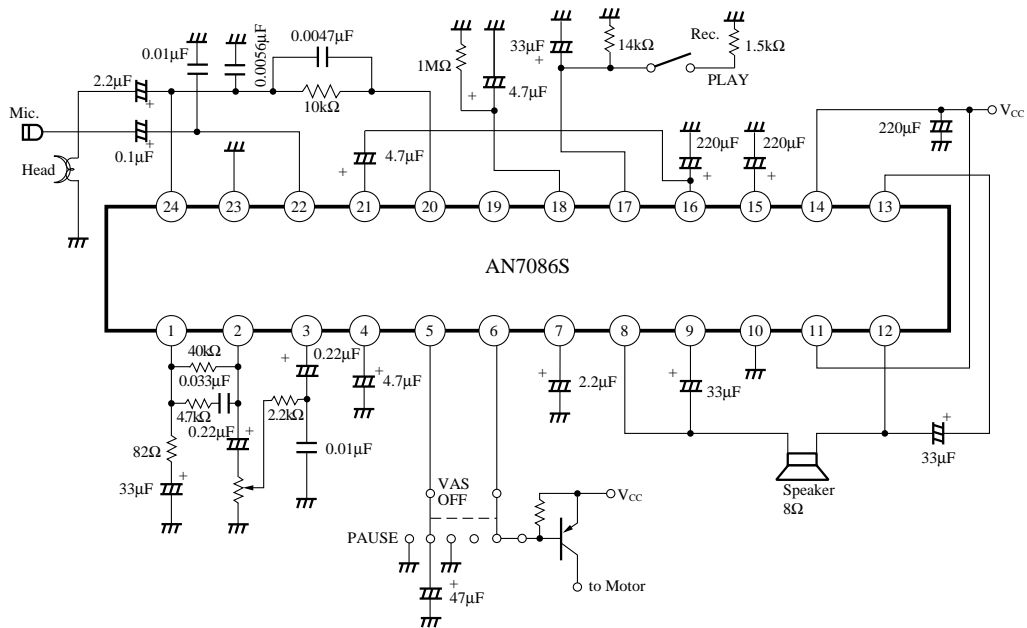 0.01µF
0.0056µF
0.0047µF
10kΩ
2.2µF
Mic.
0.1µF
Head
1MΩ
4.7µF
33µF
14kΩ
Rec.
PLAY
1.5kΩ
4.7µF
220µF
220µF
220µF
VCC
24 23 22 21 20 19 18 17 16 15 14 13
AN7086S
1 2 3 4 5 6 7 8 9 10 11 12
40kΩ
0.033µF
47kΩ
0.22µF
82Ω
33µF
0.22µF
2.2kΩ
0.01µF
4.7µF
VAS
OFF
PAUSE
47µF
VCC
to Motor
2.2µF
33µF
Speaker
8Ω
33µF